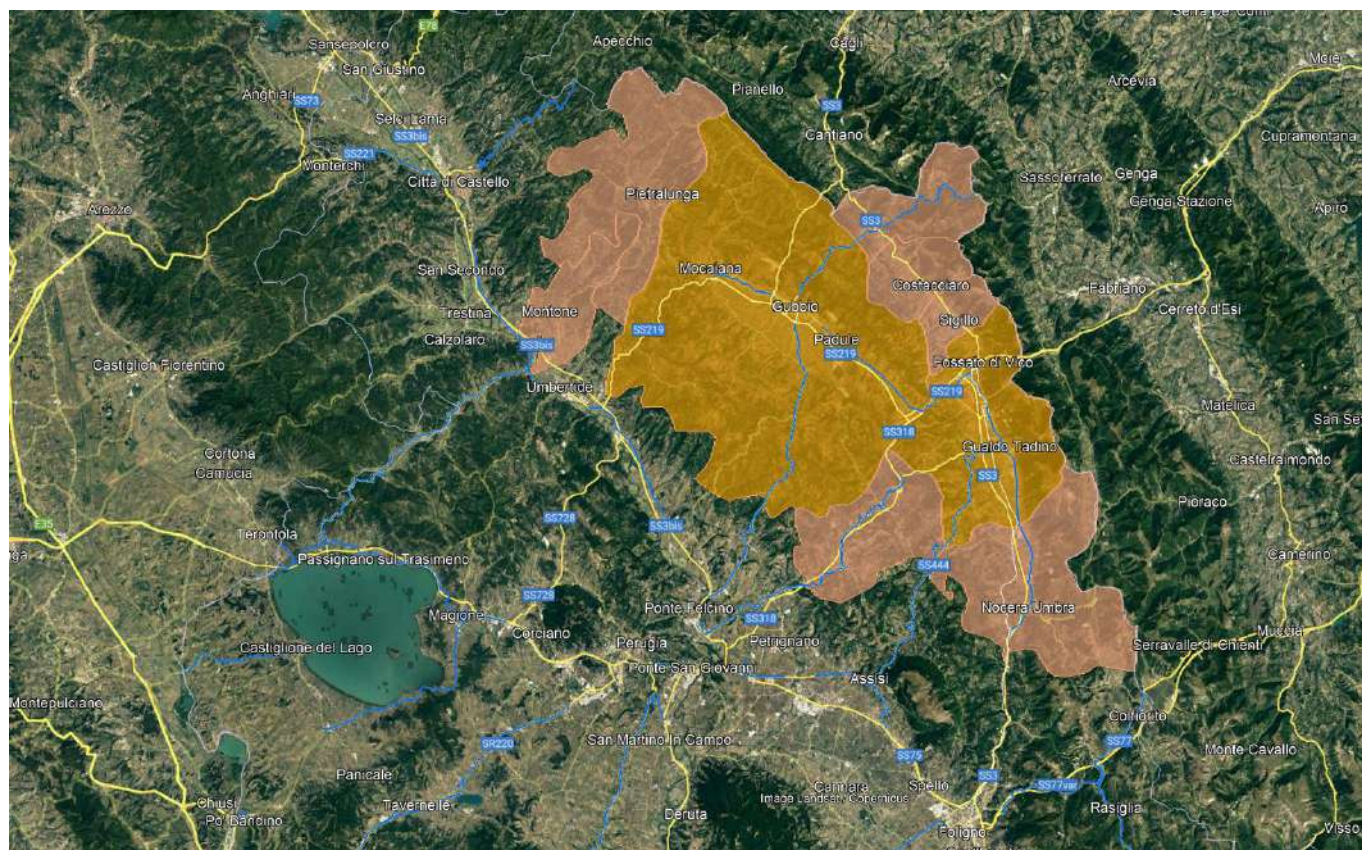 Sansepolcro
E78
Apecchio
Cagli
San Giustino
Moie
Anghiari
SS73
Pianello
Arcevia
Selci Lama
SS3
SS3bis
Cantiano
Cupramontana
SS221
Monterchi
Città di Castello
Sassoferrato
Genga
Pietralunga
Genga Stazione
Arezzo
Apiro
SS3
San Secondo
Mocaiana
Costacciaro
Fabriano
Trestina
Montone
Gubbio
Cerreto d'Esi
Sigillo
SS219
Calzolaro
SS3bis
Padule
SS219
Castiglion Fiorentino
Fossato di Vico
Umbertide
SS219
Matelica
San Se
SS318
Cortona
Gualdo Tadino
Camucia
Castelraimondo
SS3
Pioraco
E35
SS728
SS3bis
Terontola
Passignano sul Trasimeno
Camerino
SS444
SS729
Magione
Ponte Felcino
SS318
Nocera Umbra
Corciano
Perugia
Petrignano
Muccia
Castiglione del Lago
Serravalle di Chienti
Ponte San Giovanni
Assisi
Montepulciano
Colfiorito
SR220
San Martino In Campo
SS77
Monte Cavallo
SS75
Panicale
SS3
Cannara
Spello
SS77var
Image Landsat / Copernicus
Chiusi
Tavernelle
Rasiglia
Po' Bandino
Deruta
Foligno
Visso